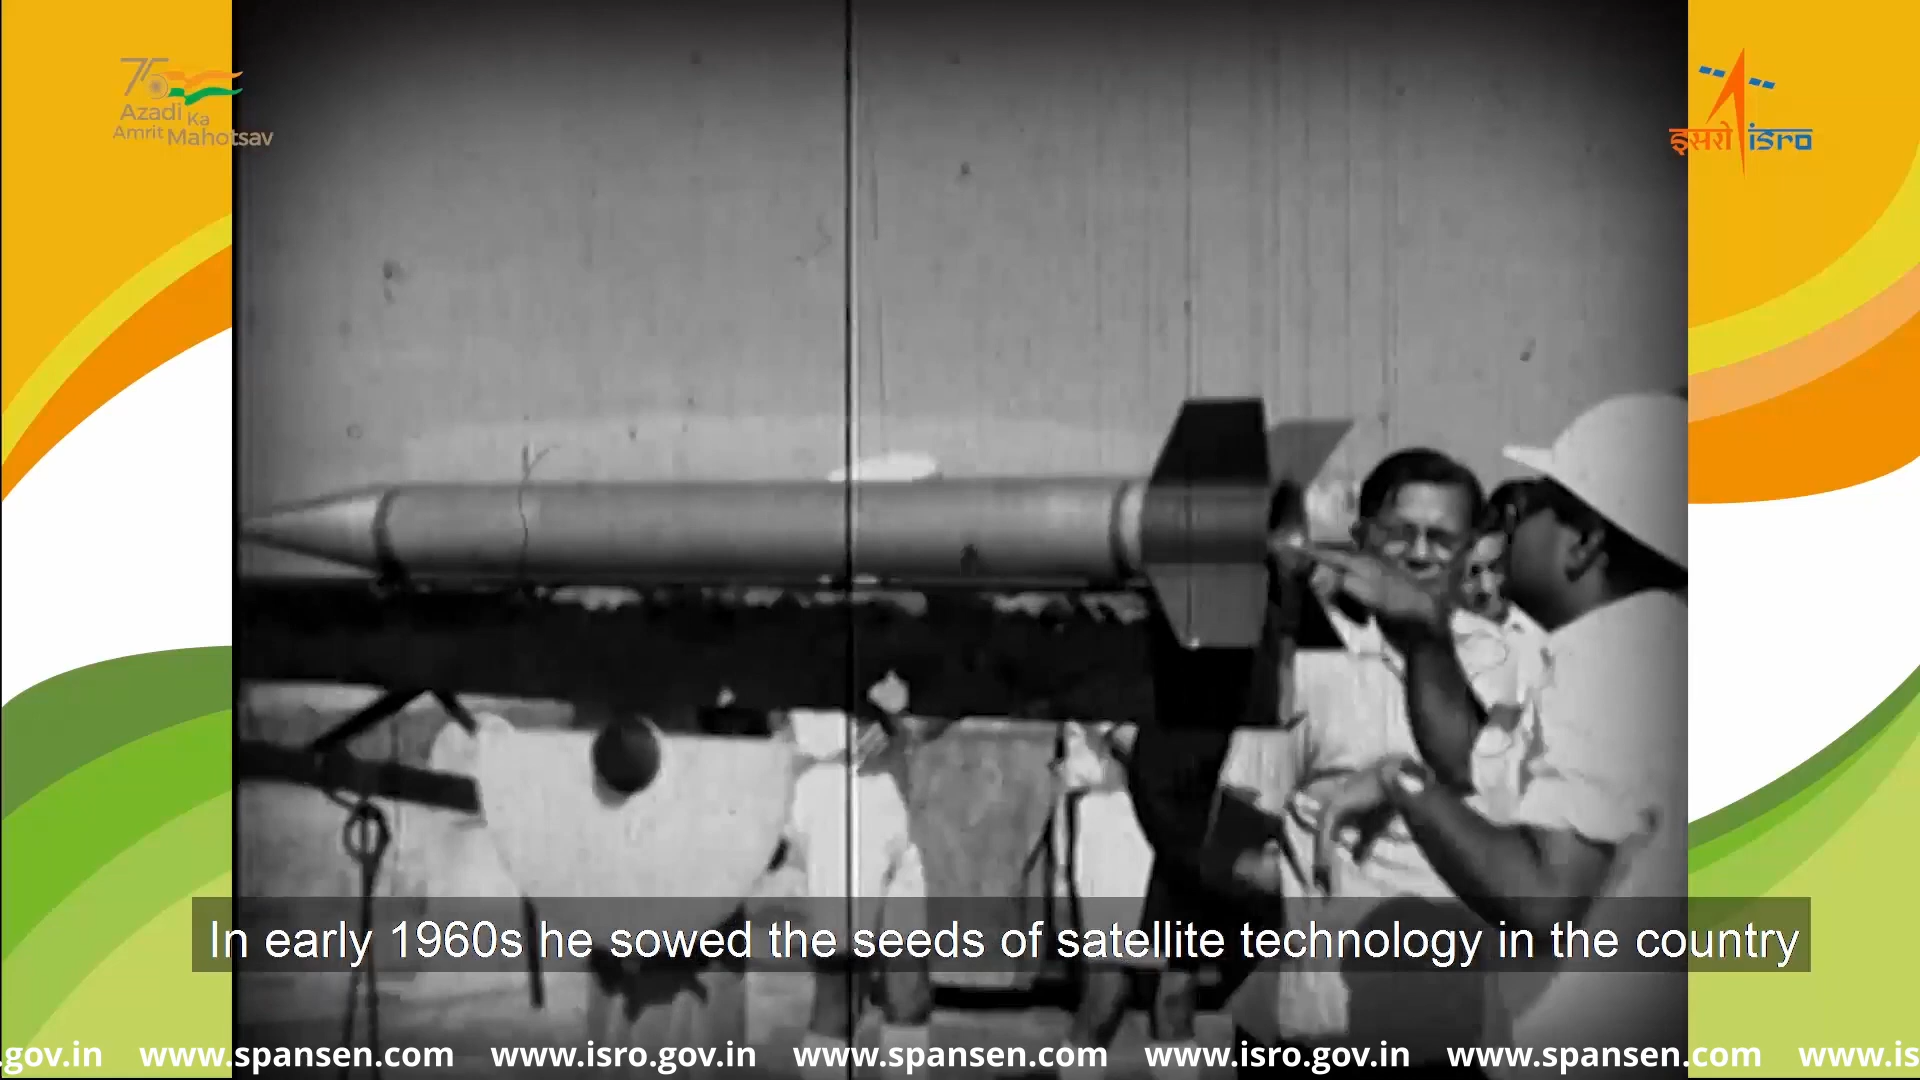 75
Azadi Ka
Amrit Mahotsav
इसरो isro
In early 1960s he sowed the seeds of satellite technology in the country
.gov.in www.spansen.com www.isro.gov.in www.spansen.com www.isro.gov.in www.spansen.com www.is